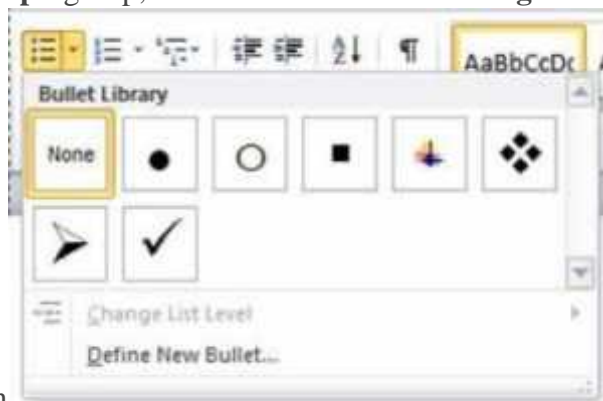 AaBbCcDc
Bullet Library
None
Change List Level
Define New Bullet...